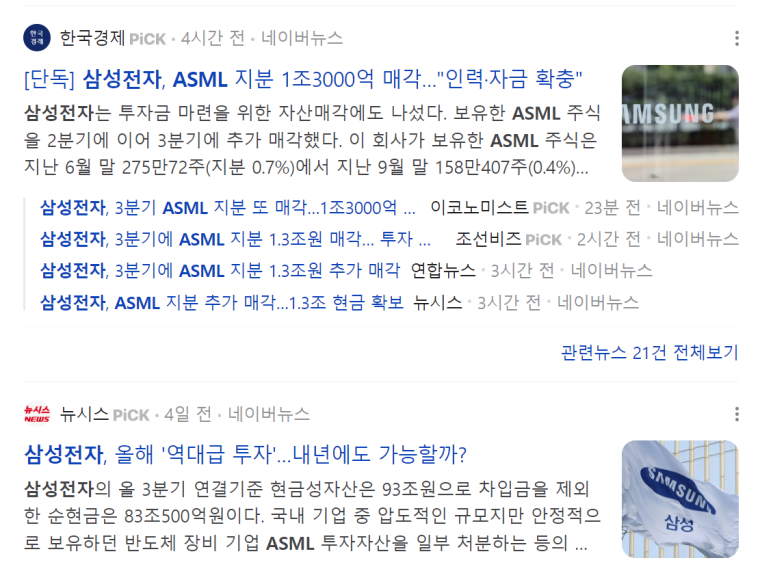 한국경제
한국경제 PiCK · 4시간 전 · 네이버뉴스
[단독] 삼성전자, ASML 지분 1조3000억 매각..."인력·자금 확충"
삼성전자는 투자금 마련을 위한 자산매각에도 나섰다. 보유한 ASML 주식
을 2분기에 이어 3분기에 추가 매각했다. 이 회사가 보유한 ASML 주식은
지난 6월 말 275만72주(지분 0.7%)에서 지난 9월 말 158만407주(0.4%)...
AMSUNG
삼성전자, 3분기 ASML 지분 또 매각...1조3000억 ... 이코노미스트 PiCK · 23분 전 · 네이버뉴스
삼성전자, 3분기에 ASML 지분 1.3조원 매각... 투자 ... 조선비즈 PiCK · 2시간 전 · 네이버뉴스
삼성전자, 3분기에 ASML 지분 1.3조원 추가 매각 연합뉴스 · 3시간 전 · 네이버뉴스
삼성전자, ASML 지분 추가 매각...1.3조 현금 확보 뉴시스 · 3시간 전 · 네이버뉴스
관련뉴스 21건 전체보기
뉴시스 NEWS
뉴시스 PiCK · 4일 전 · 네이버뉴스
삼성전자, 올해 '역대급 투자'...내년에도 가능할까?
삼성전자의 올 3분기 연결기준 현금성자산은 93조원으로 차입금을 제외
한 순현금은 83조500억원이다. 국내 기업 중 압도적인 규모지만 안정적으
로 보유하던 반도체 장비 기업 ASML 투자자산을 일부 처분하는 등의 ...
SAMSUNG
삼성